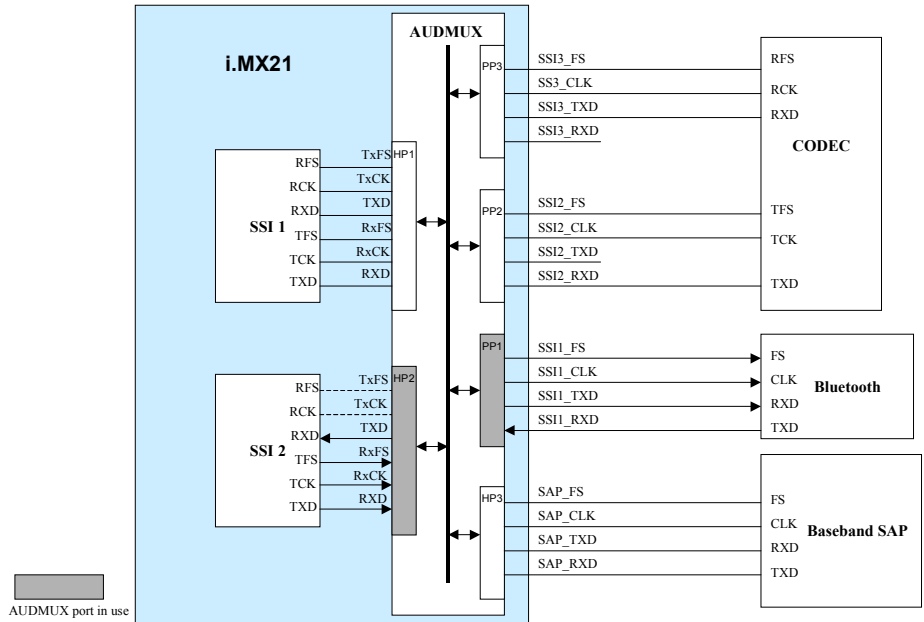 i.MX21
AUDMUX
PP3
SSI3_FS
SS3_CLK
SSI3_TXD
SSI3_RXD
RFS
RCK
RXD
CODEC
TFS
TCK
TXD
PP2
SSI2_FS
SSI2_CLK
SSI2_TXD
SSI2_RXD
SSI 1
RFS
RCK
RXD
TFS
TCK
TXD
TxFS
TxCK
TXD
RxFS
RxCK
RXD
HP1
PP1
SSI1_FS
SSI1_CLK
SSI1_TXD
SSI1_RXD
FS
CLK
RXD
TXD
Bluetooth
SSI 2
RFS
RCK
RXD
TFS
TCK
TXD
TxFS
TxCK
TXD
RxFS
RxCK
RXD
HP2
HP3
SAP_FS
SAP_CLK
SAP_TXD
SAP_RXD
FS
CLK
RXD
TXD
Baseband SAP
AUDMUX port in use